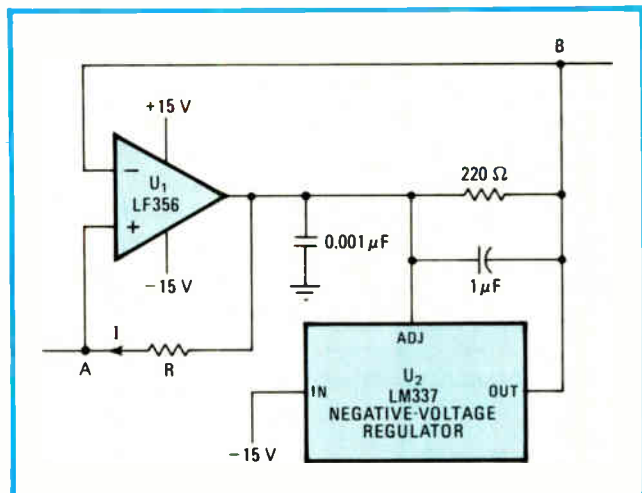 B
+15 V
220 Ω
−
U₁
LF356
+
0.001 μF
−15 V
1 μF
I
ADJ
A
R
U₂
IN
LM337
OUT
NEGATIVE-VOLTAGE
REGULATOR
−15 V